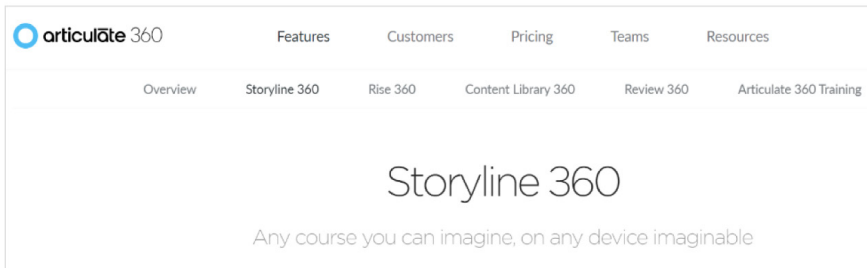 articulāte 360 Features Customers Pricing Teams Resources
Overview Storyline 360 Rise 360 Content Library 360 Review 360 Articulate 360 Training
Storyline 360
Any course you can imagine, on any device imaginable